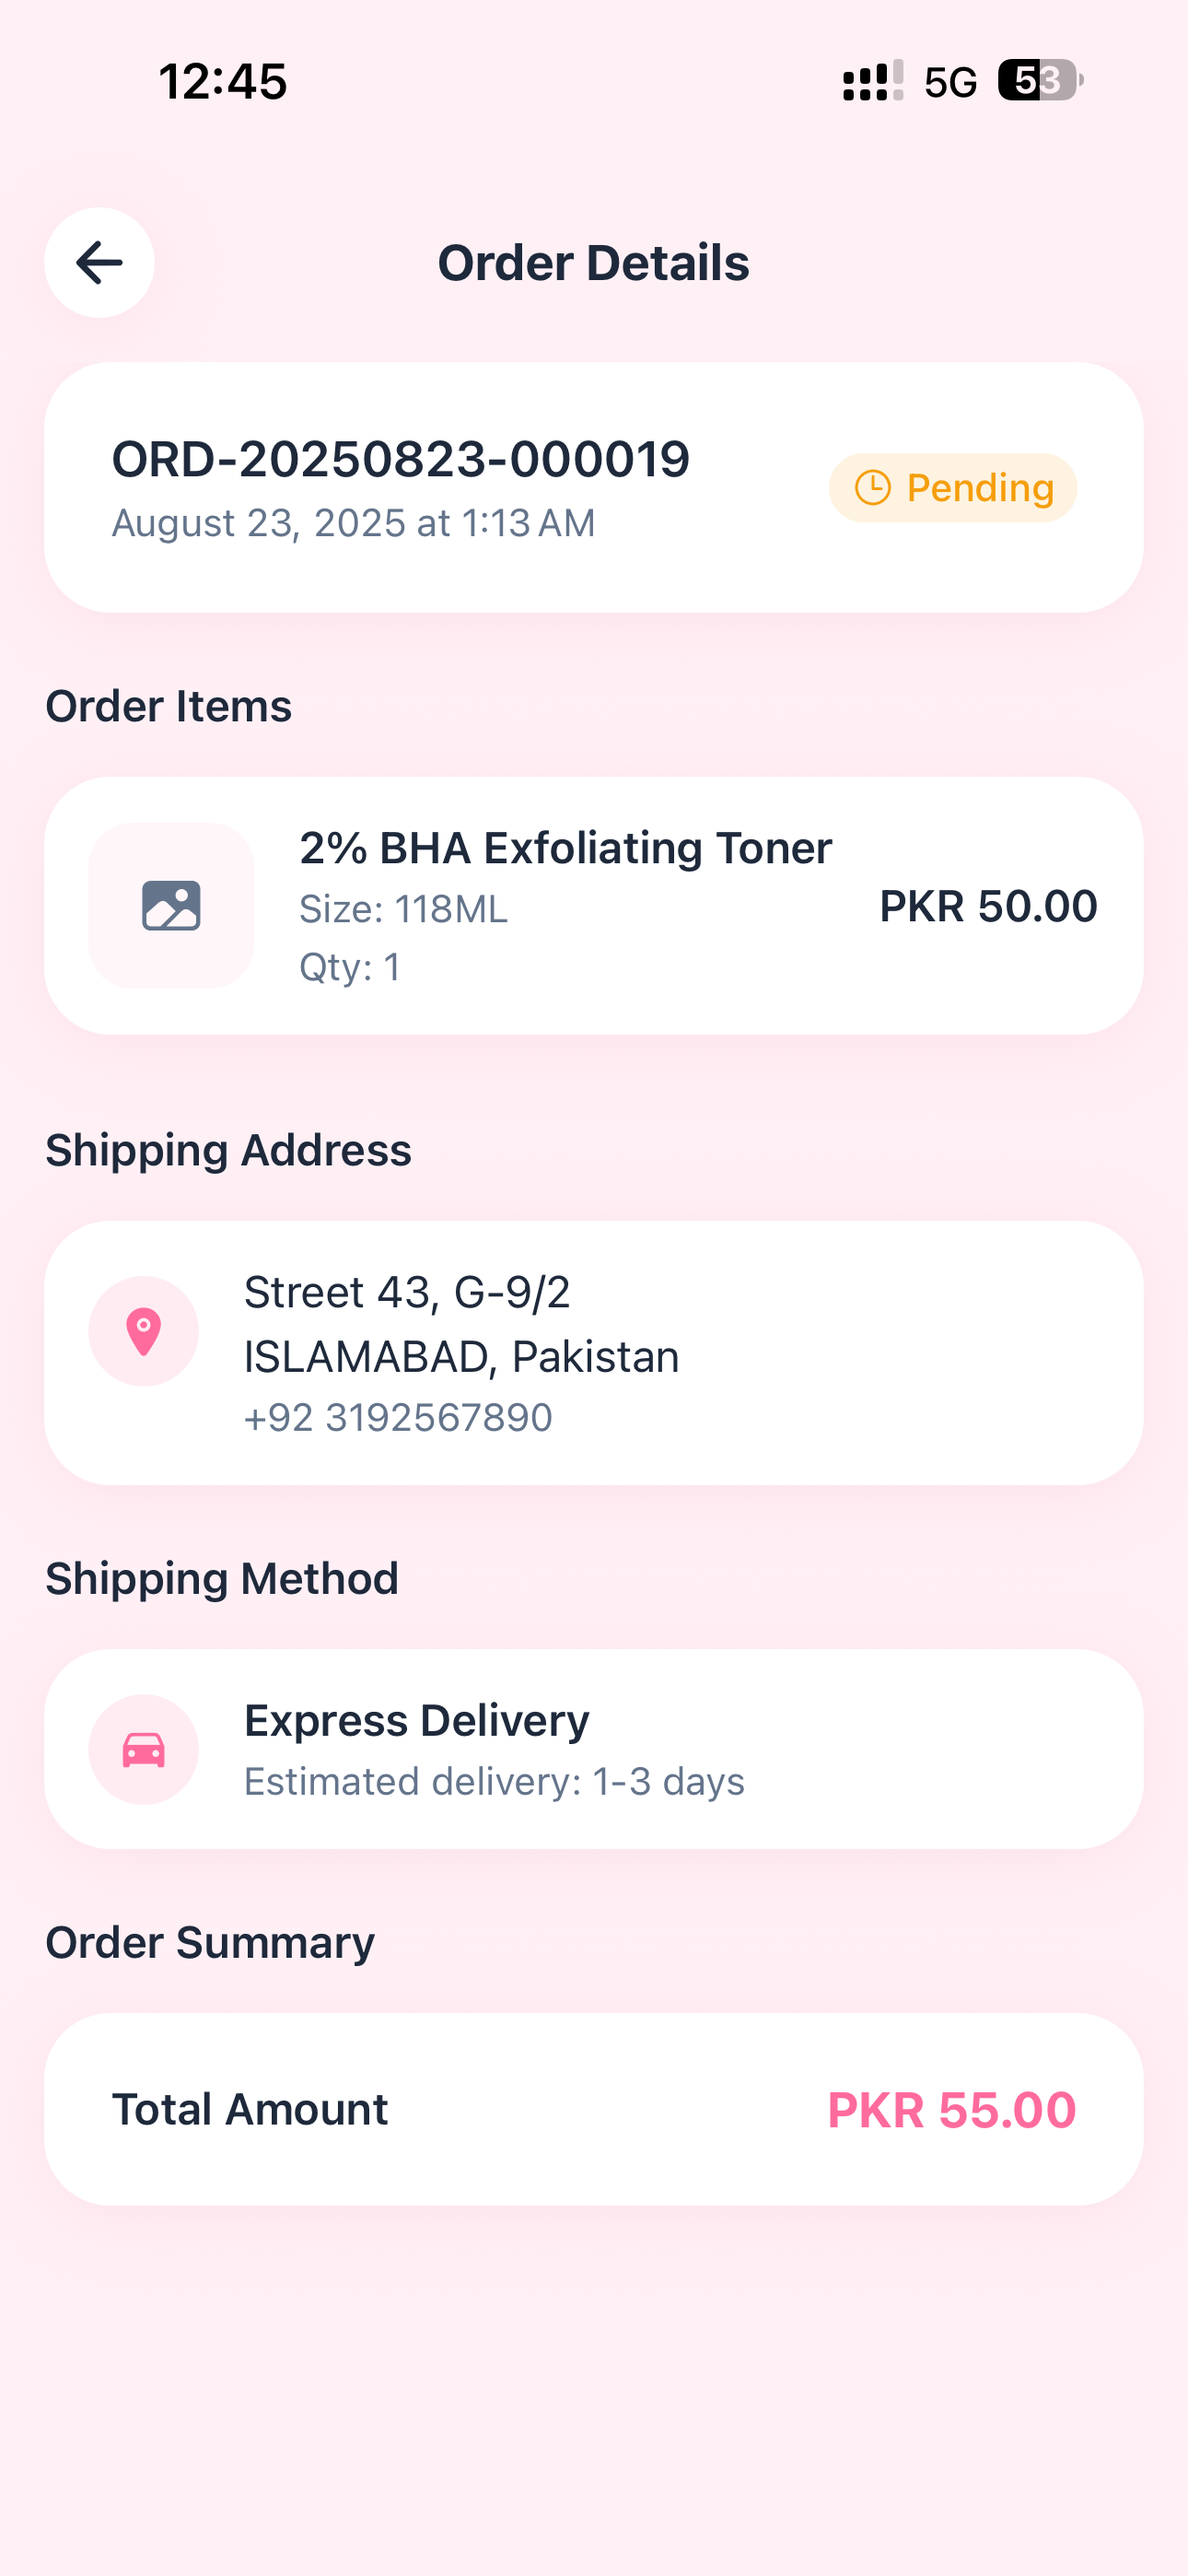 12:45 5G 53
Order Details
ORD-20250823-000019
Pending
August 23, 2025 at 1:13 AM
Order Items
2% BHA Exfoliating Toner
Size: 118ML
PKR 50.00
Qty: 1
Shipping Address
Street 43, G-9/2
ISLAMABAD, Pakistan
+92 3192567890
Shipping Method
Express Delivery
Estimated delivery: 1-3 days
Order Summary
Total Amount PKR 55.00